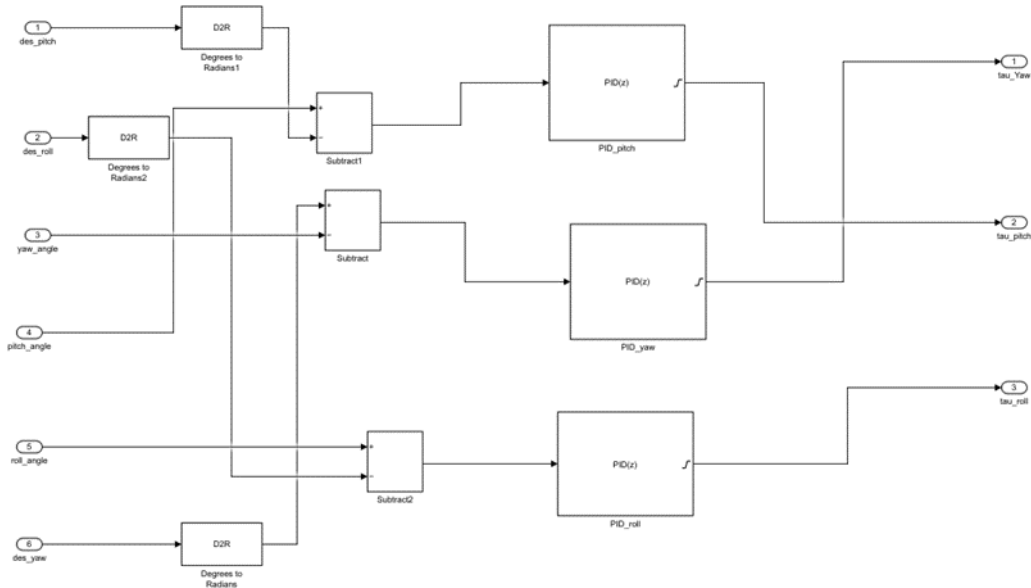 1
des_pitch
D2R
Degrees to
Radians1
2
des_roll
D2R
Degrees to
Radians2
3
yaw_angle
4
pitch_angle
5
roll_angle
6
des_yaw
D2R
Degrees to
Radians
+
−
Subtract1
+
−
Subtract
+
−
Subtract2
PID(z)
PID_pitch
PID(z)
PID_yaw
PID(z)
PID_roll
1
tau_Yaw
2
tau_pitch
3
tau_roll